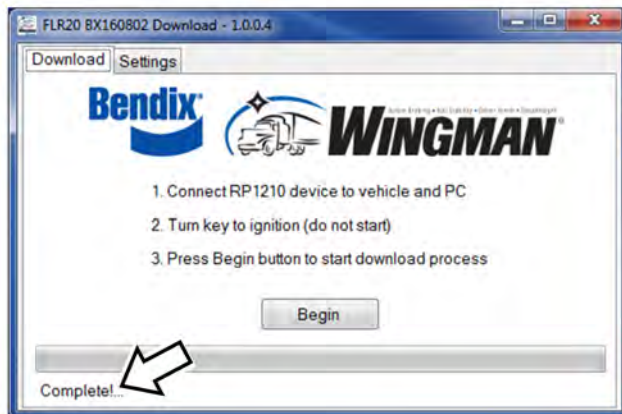 FLR20 BX160802 Download - 1.0.0.4
Download Settings
Bendix
WINGMAN
1. Connect RP1210 device to vehicle and PC
2. Turn key to ignition (do not start)
3. Press Begin button to start download process
Begin
Complete!...